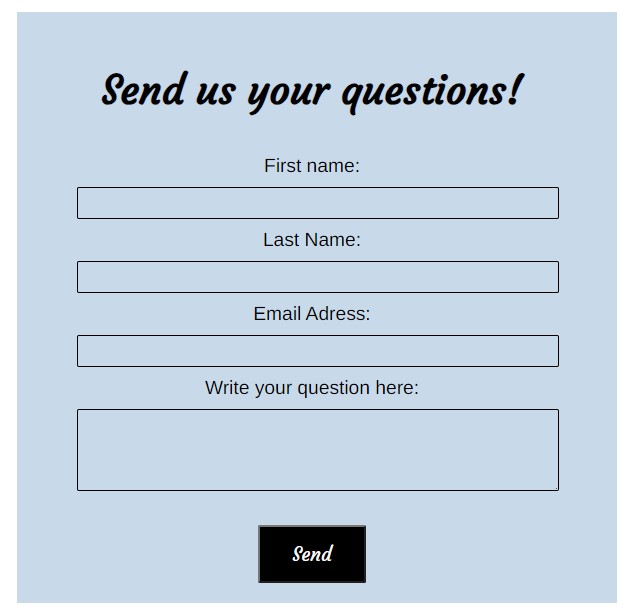 Send us your questions!
First name:
Last Name:
Email Adress:
Write your question here:
Send